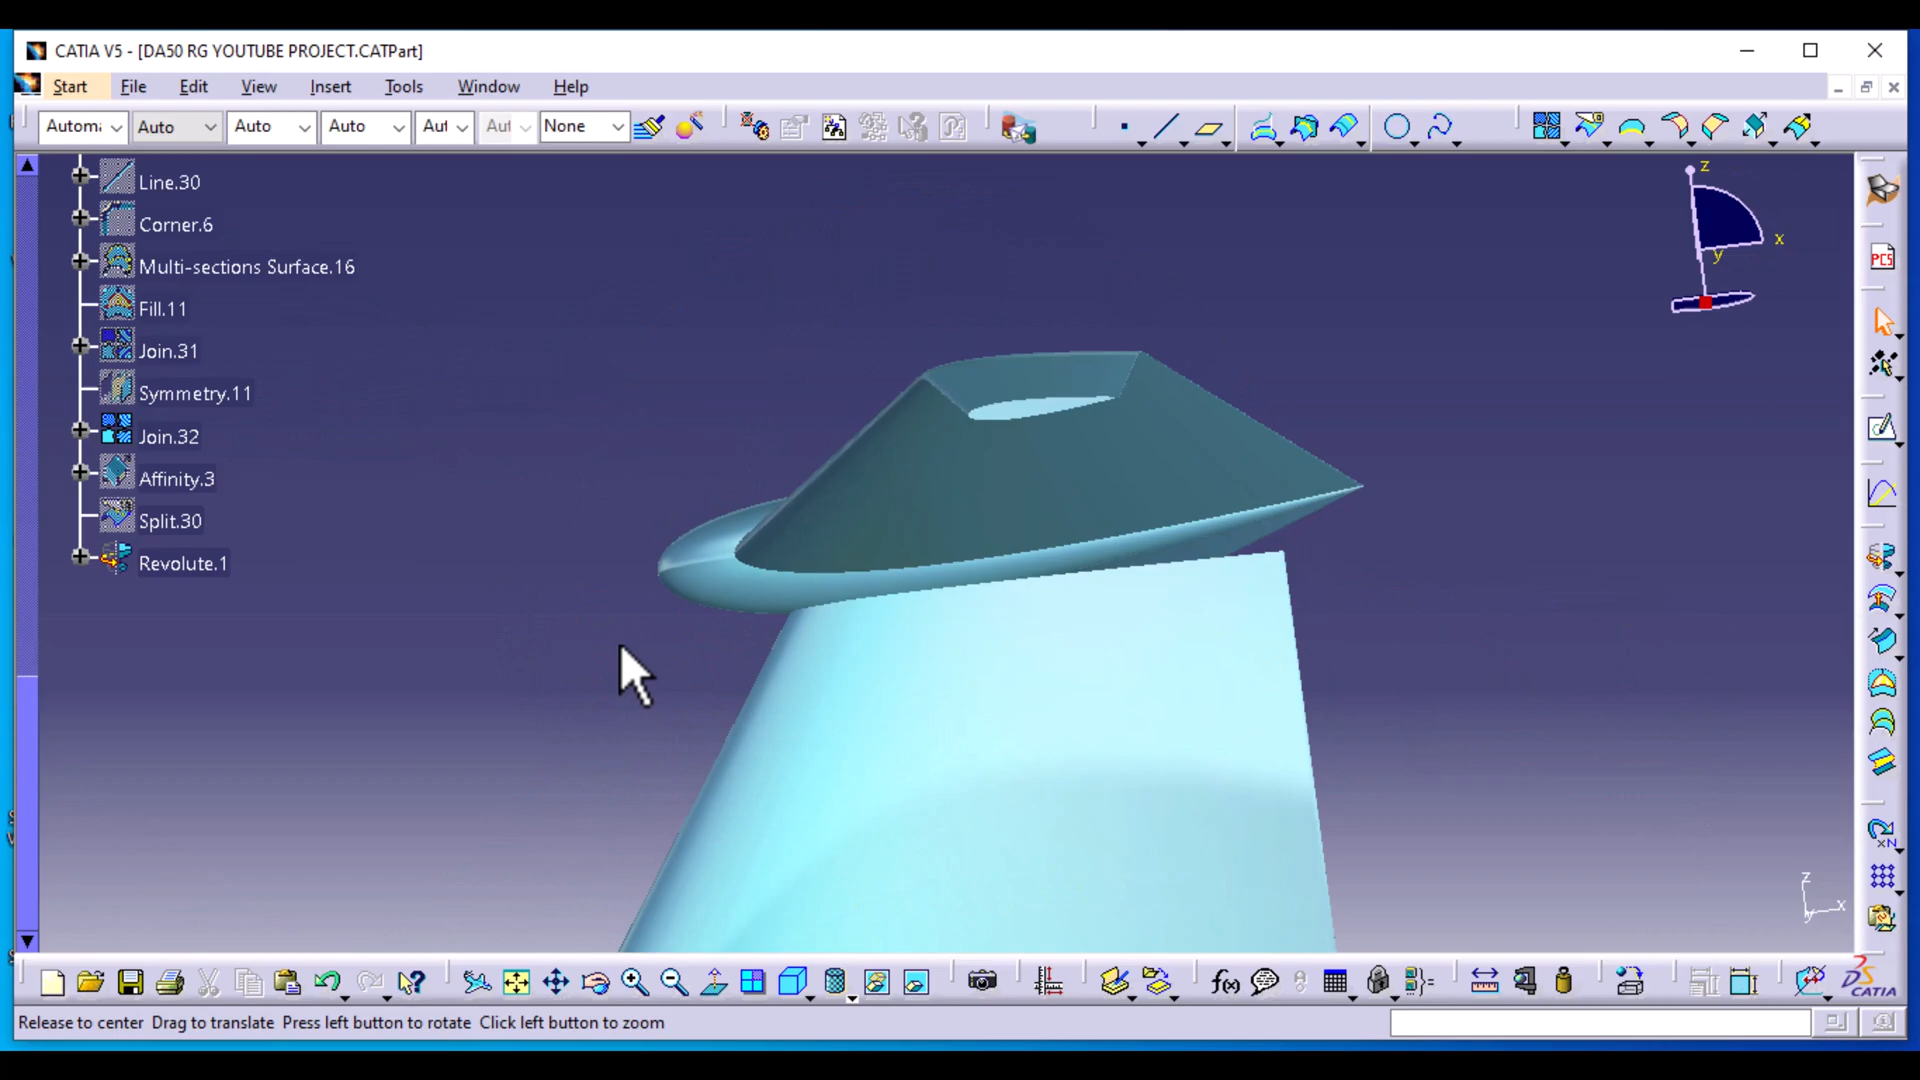 CATIA V5 - [DA50 RG YOUTUBE PROJECT.CATPart]
Start File Edit View Insert Tools Window Help
Automa Auto Auto Auto Aut Aut None
Line.30
Corner.6
Multi-sections Surface.16
Fill.11
Join.31
Symmetry.11
Join.32
Affinity.3
Split.30
Revolute.1
z
x
y
PCS
z
x
y
f(x)
CATIA
Release to center Drag to translate Press left button to rotate Click left button to zoom